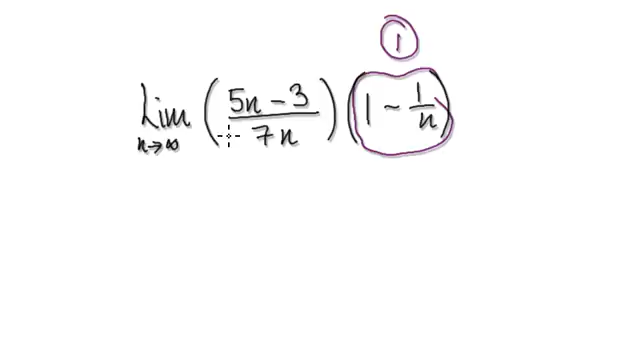 1
Lim n→∞ ( (5n − 3) / 7n ) ( 1 − 1/n )